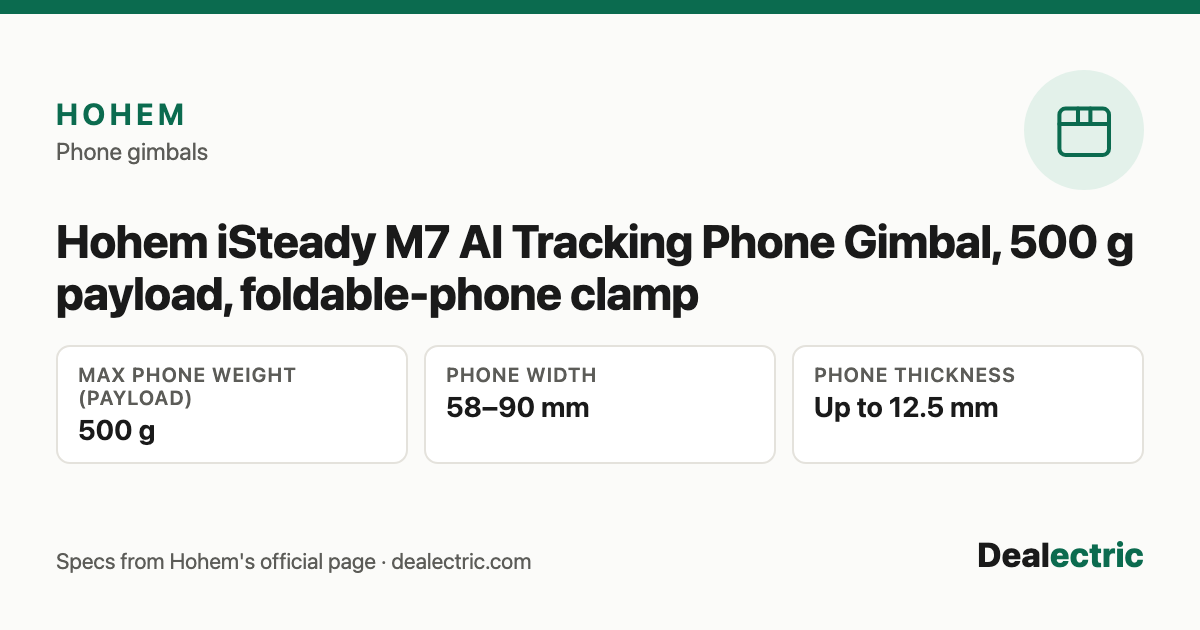 HOHEM
Phone gimbals
Hohem iSteady M7 AI Tracking Phone Gimbal, 500 g
payload, foldable-phone clamp
MAX PHONE WEIGHT
(PAYLOAD)
500 g
PHONE WIDTH
58–90 mm
PHONE THICKNESS
Up to 12.5 mm
Specs from Hohem's official page · dealectric.com
Dealectric